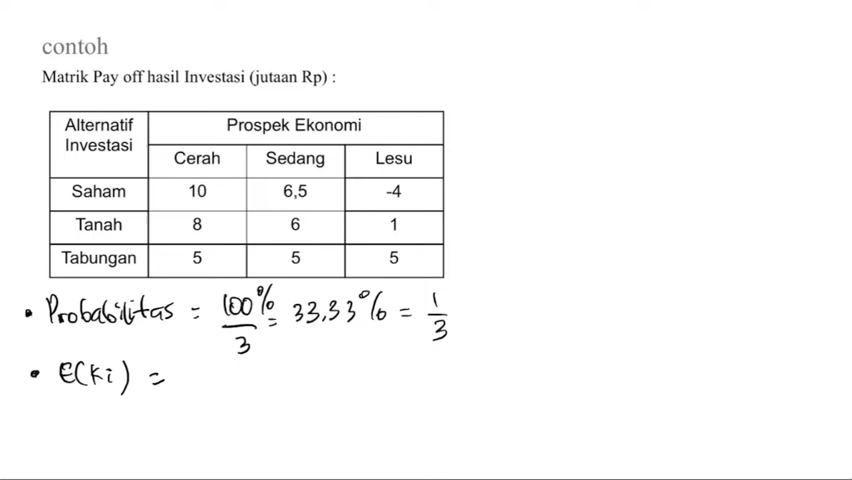 contoh
Matrik Pay off hasil Investasi (jutaan Rp) :
Alternatif Investasi Prospek Ekonomi
Cerah Sedang Lesu
Saham 10 6,5 -4
Tanah 8 6 1
Tabungan 5 5 5
• Probabilitas = 100%/3 = 33,33% = 1/3
• E(Ki) =